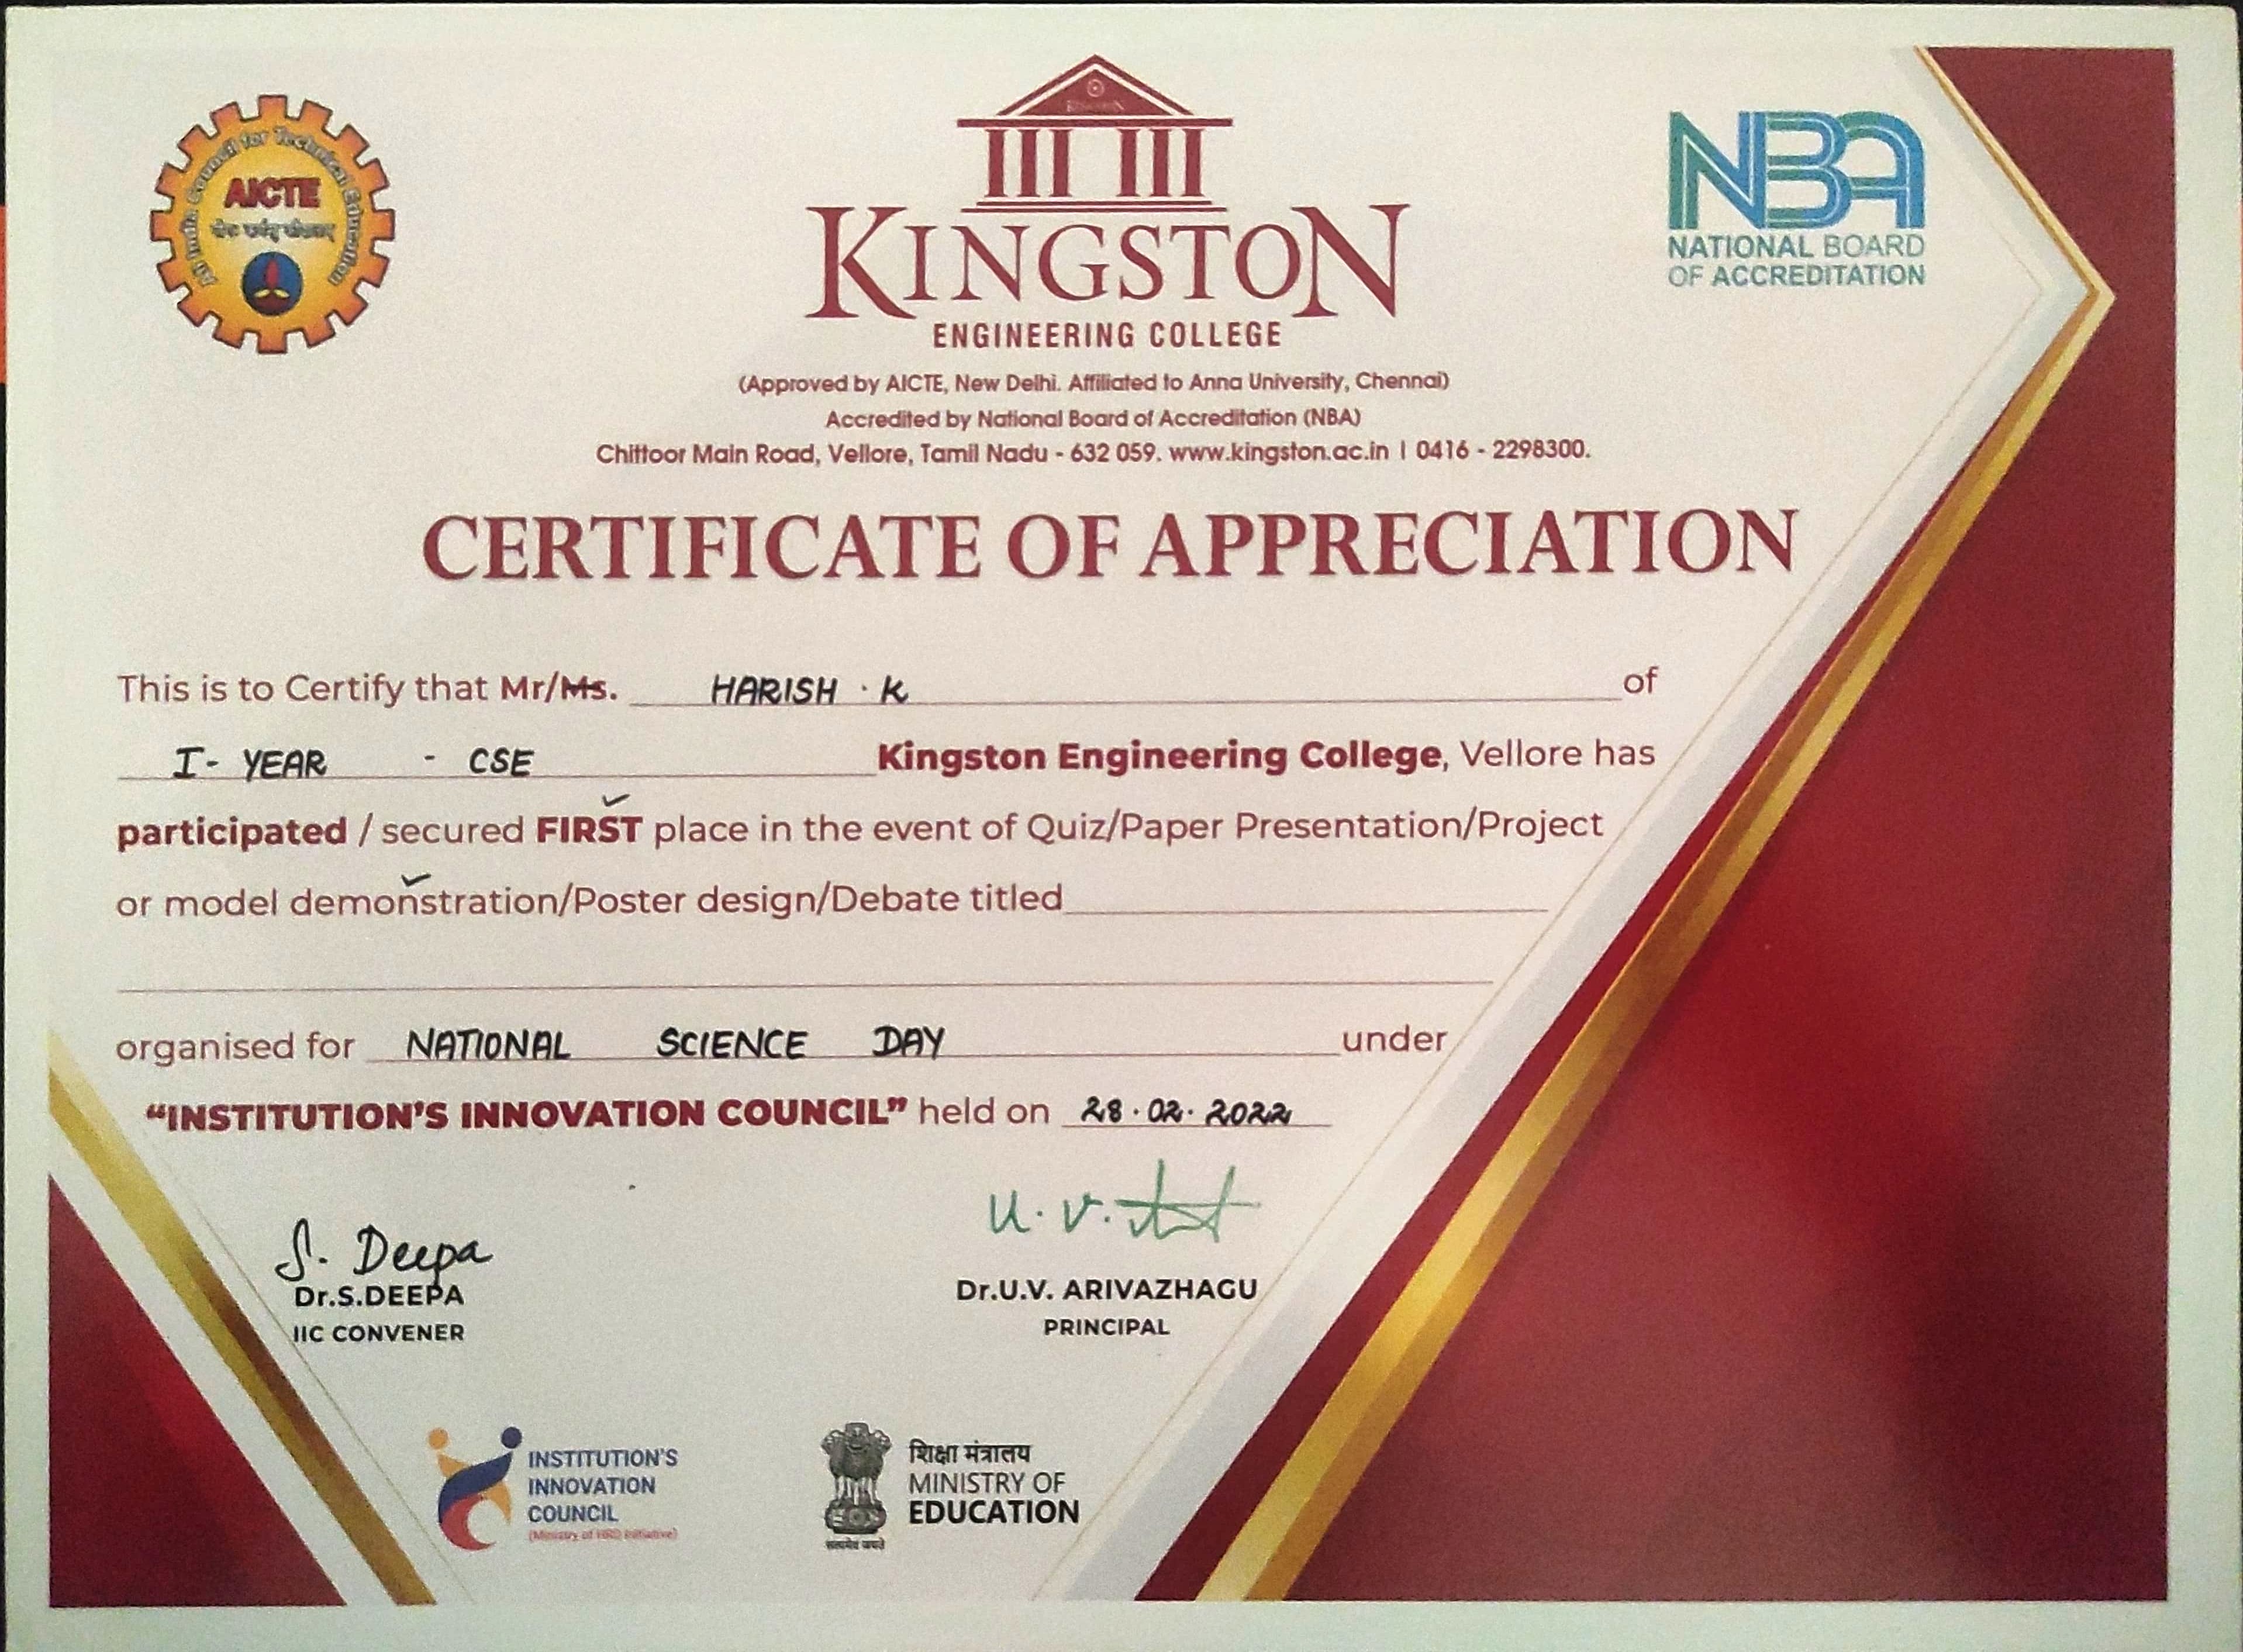 All India Council for Technical Education
AICTE
KINGSTON
ENGINEERING COLLEGE
NBA
NATIONAL BOARD
OF ACCREDITATION
(Approved by AICTE, New Delhi. Affiliated to Anna University, Chennai)
Accredited by National Board of Accreditation (NBA)
Chittoor Main Road, Vellore, Tamil Nadu - 632 059. www.kingston.ac.in | 0416 - 2298300.
CERTIFICATE OF APPRECIATION
This is to Certify that Mr/Ms. HARISH . K of
I - YEAR - CSE Kingston Engineering College, Vellore has
participated / secured FIRST place in the event of Quiz/Paper Presentation/Project
or model demonstration/Poster design/Debate titled
organised for NATIONAL SCIENCE DAY under
“INSTITUTION'S INNOVATION COUNCIL” held on 28.02.2022
S. Deepa
Dr.S.DEEPA
IIC CONVENER
U.V.
Dr.U.V. ARIVAZHAGU
PRINCIPAL
INSTITUTION'S
INNOVATION
COUNCIL
(Ministry of HRD Initiative)
शिक्षा मंत्रालय
MINISTRY OF
EDUCATION
सत्यमेव जयते